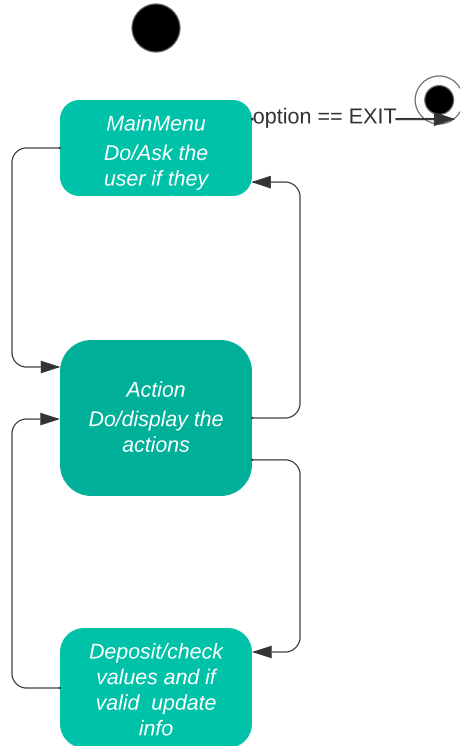 MainMenu
Do/Ask the
user if they
option == EXIT
Action
Do/display the
actions
Deposit/check
values and if
valid update
info